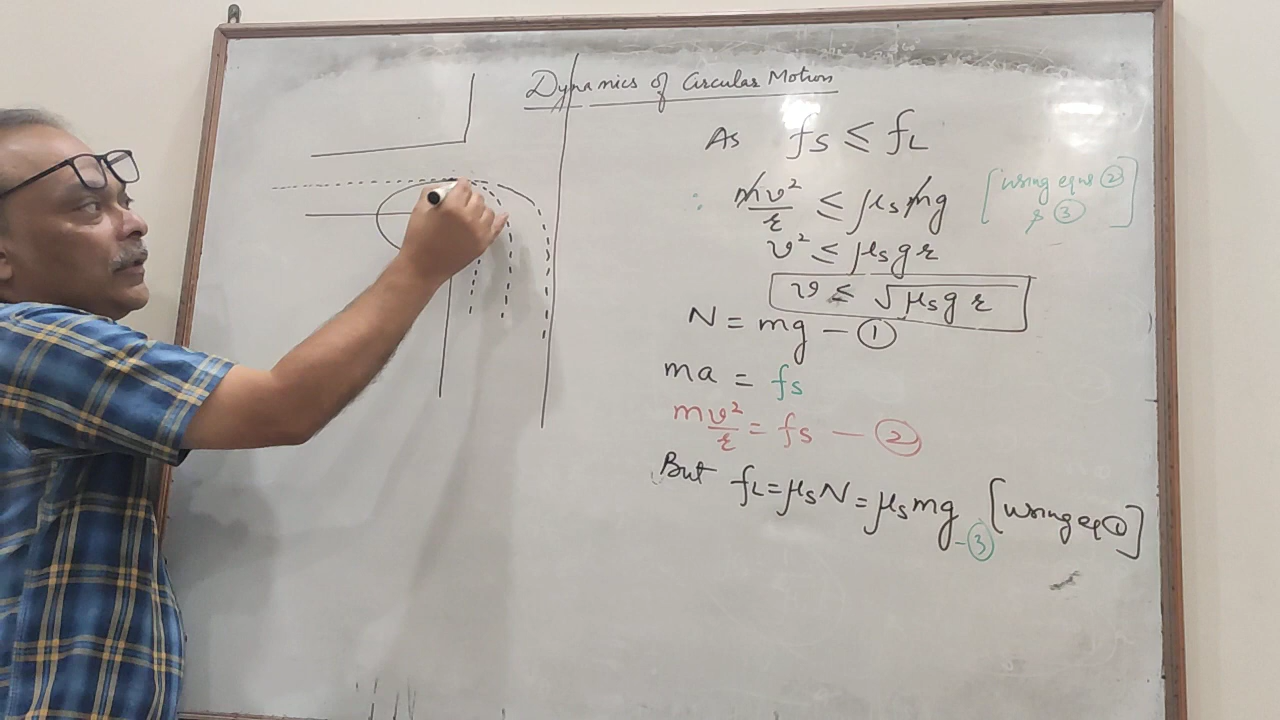 Dynamics of Circular Motion
As fs ≤ fL
∴ mv²/r ≤ μs mg [using eqns ②
& ③]
v² ≤ μs g r
v ≤ √μs g r
N = mg — ①
ma = fs
mv²/r = fs — ②
But fL = μs N = μs mg — ③ [using eq ①]